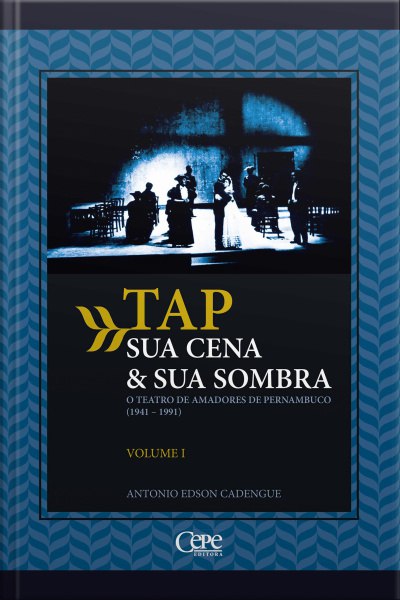 TAP
SUA CENA
& SUA SOMBRA
O TEATRO DE AMADORES DE PERNAMBUCO
(1941 – 1991)
VOLUME I
ANTONIO EDSON CADENGUE
Cepe
EDITORA